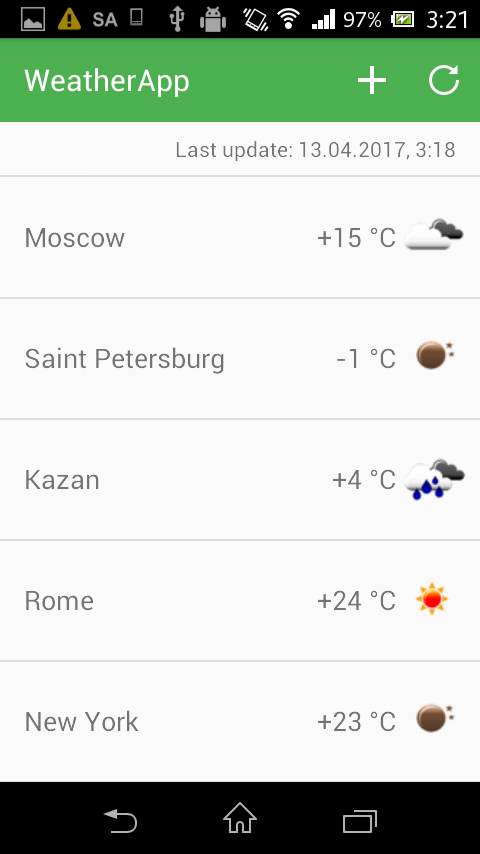 SA 97% 3:21
WeatherApp
Last update: 13.04.2017, 3:18
Moscow +15 °C
Saint Petersburg -1 °C
Kazan +4 °C
Rome +24 °C
New York +23 °C